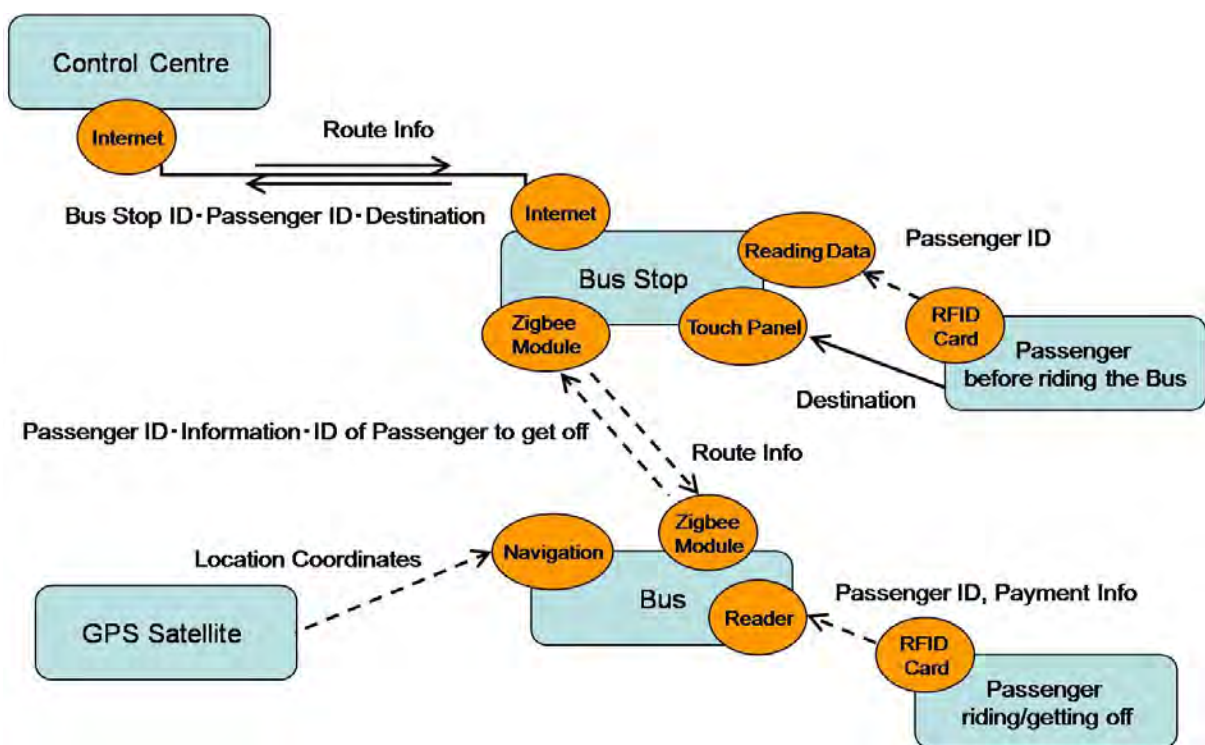 Control Centre
Internet
Route Info
Bus Stop ID·Passenger ID·Destination
Internet
Reading Data
Passenger ID
Bus Stop
Zigbee
Module
Touch Panel
RFID
Card
Passenger
before riding the Bus
Destination
Passenger ID·Information·ID of Passenger to get off
Route Info
Zigbee
Module
Location Coordinates
Navigation
GPS Satellite
Bus
Reader
Passenger ID, Payment Info
RFID
Card
Passenger
riding/getting off